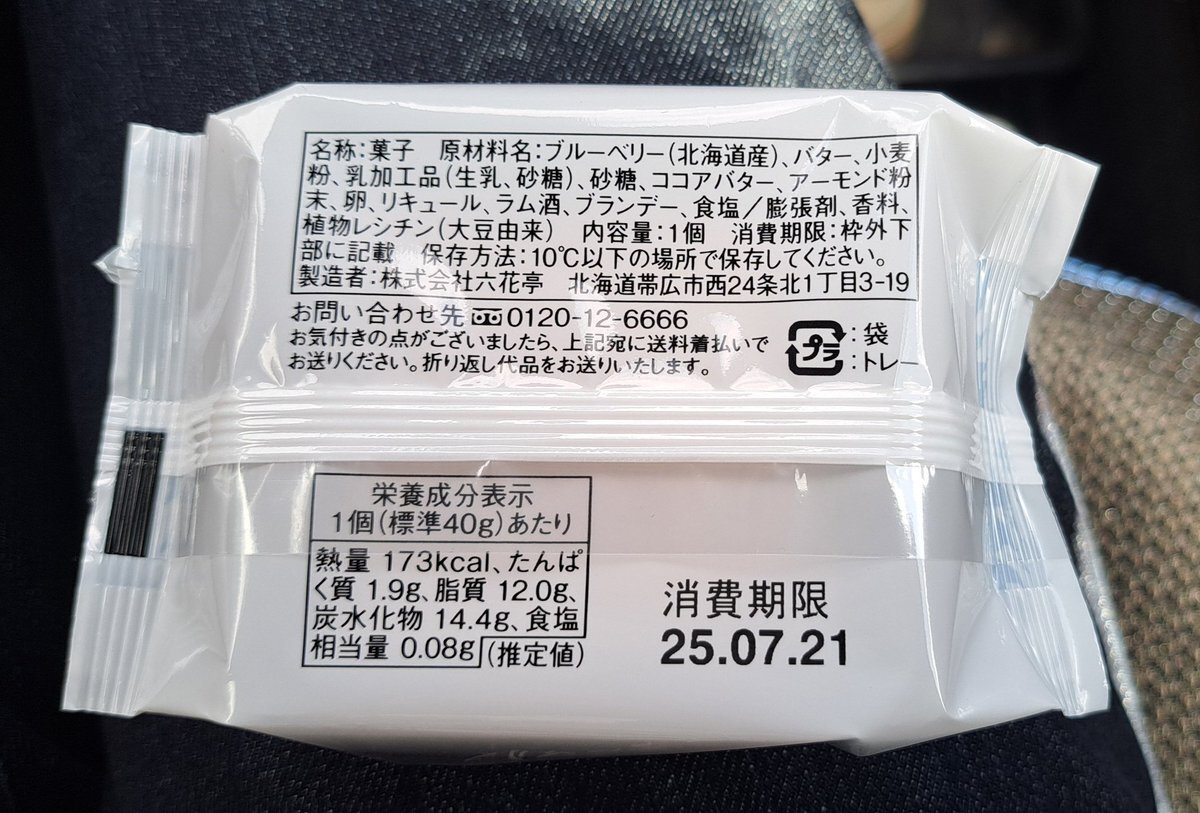 名称:菓子　原材料名:ブルーベリー(北海道産)、バター、小麦
粉、乳加工品(生乳、砂糖)、砂糖、ココアバター、アーモンド粉
末、卵、リキュール、ラム酒、ブランデー、食塩/膨張剤、香料、
植物レシチン(大豆由来)　内容量:1個　消費期限:枠外下
部に記載　保存方法:10℃以下の場所で保存してください。
製造者:株式会社六花亭　北海道帯広市西24条北1丁目3-19
お問い合わせ先 0120-12-6666
お気付きの点がございましたら、上記宛に送料着払いで
お送りください。折り返し代品をお送りいたします。
プラ
:袋
:トレー
栄養成分表示
1個(標準40g)あたり
熱量 173kcal、たんぱ
く質 1.9g、脂質 12.0g、
炭水化物 14.4g、食塩
相当量 0.08g (推定値)
消費期限
25.07.21